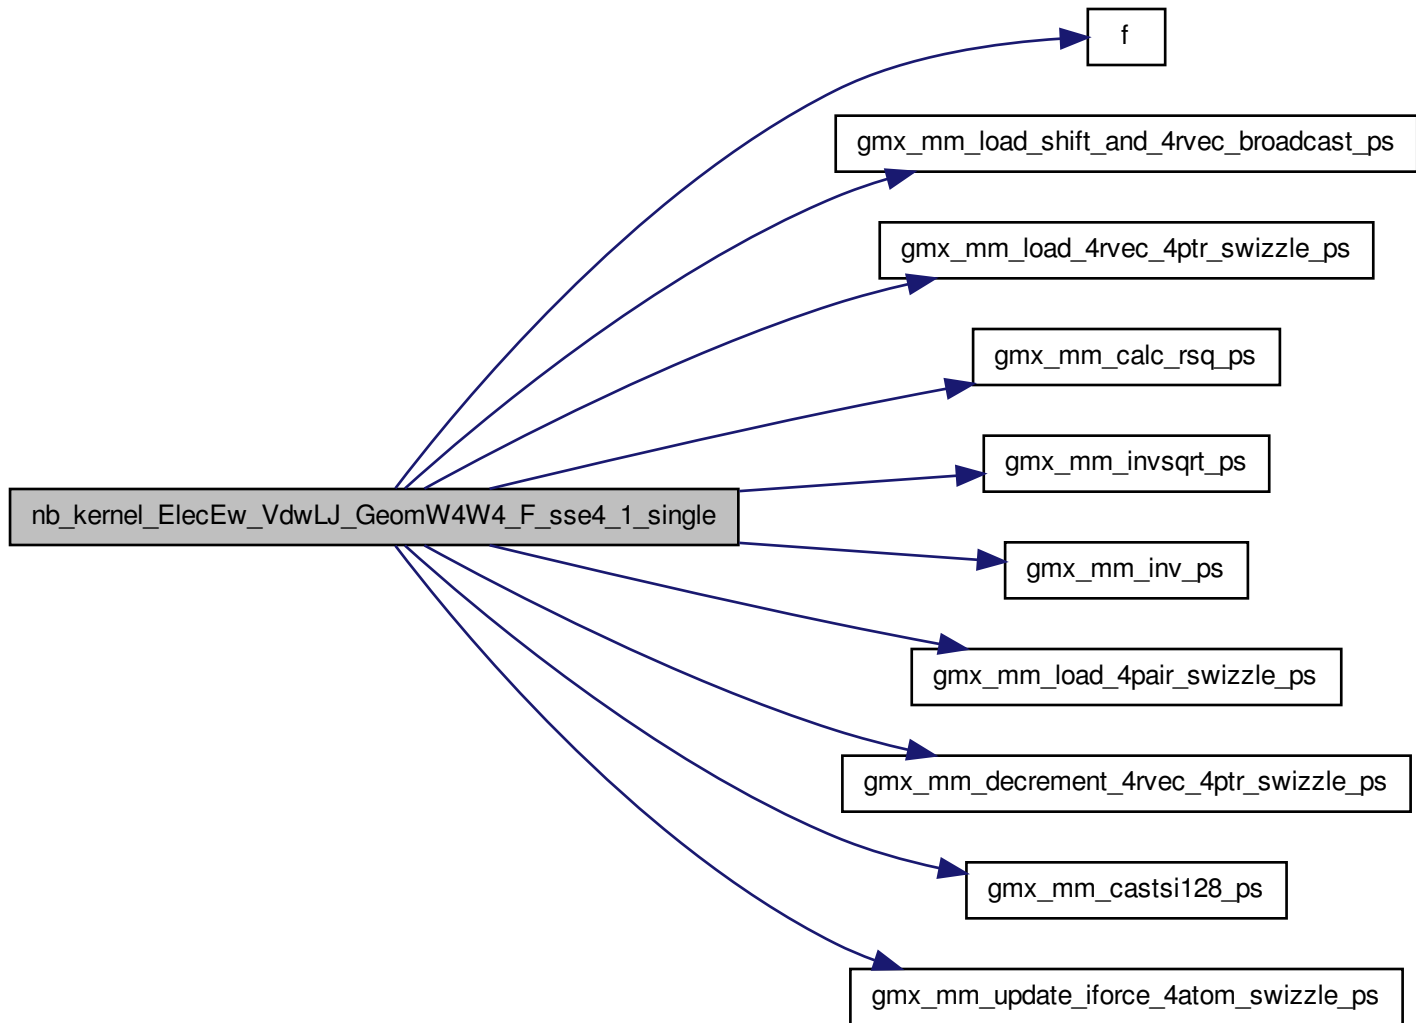 f
gmx_mm_load_shift_and_4rvec_broadcast_ps
gmx_mm_load_4rvec_4ptr_swizzle_ps
gmx_mm_calc_rsq_ps
gmx_mm_invsqrt_ps
nb_kernel_ElecEw_VdwLJ_GeomW4W4_F_sse4_1_single
gmx_mm_inv_ps
gmx_mm_load_4pair_swizzle_ps
gmx_mm_decrement_4rvec_4ptr_swizzle_ps
gmx_mm_castsi128_ps
gmx_mm_update_iforce_4atom_swizzle_ps